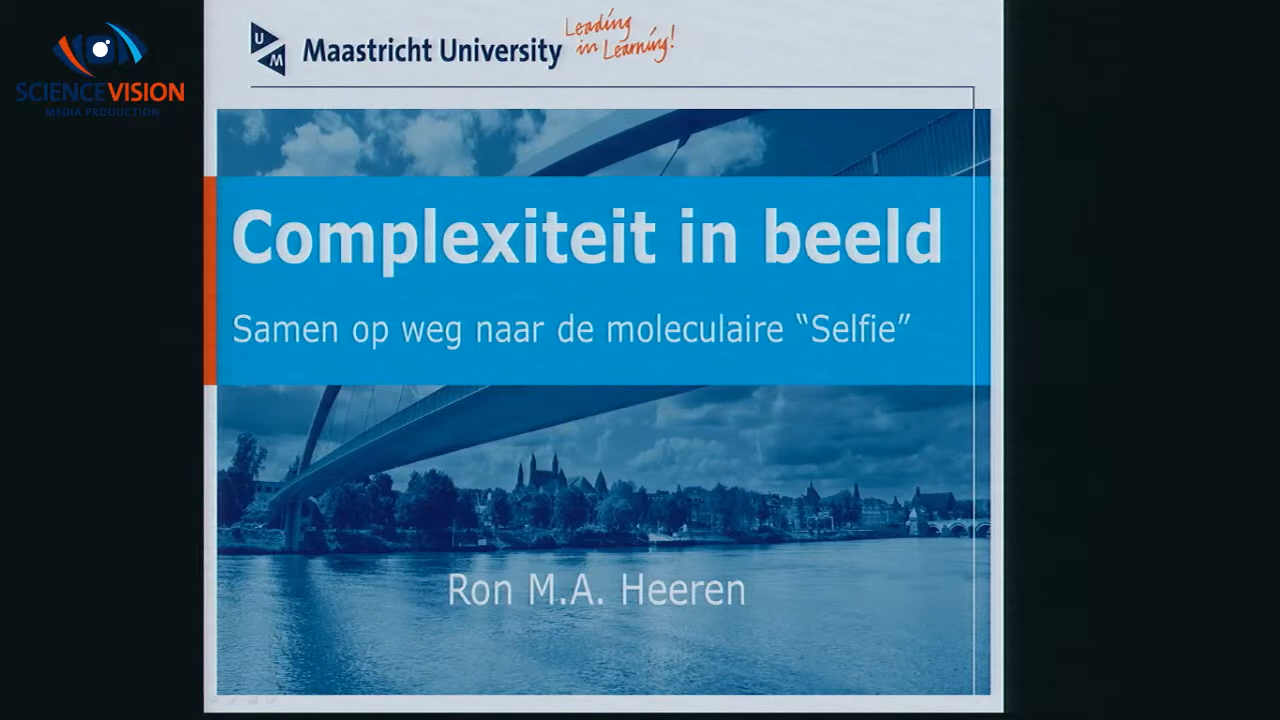 SCIENCEVISION
MEDIA PRODUCTION
UM Maastricht University
Leading in Learning!
Complexiteit in beeld
Samen op weg naar de moleculaire “Selfie”
Ron M.A. Heeren